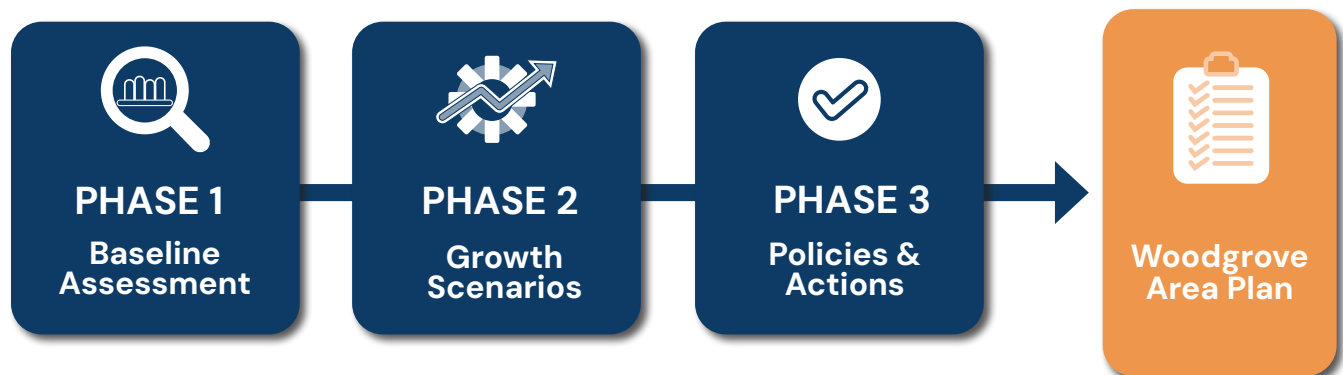 PHASE 1
Baseline
Assessment
PHASE 2
Growth
Scenarios
PHASE 3
Policies &
Actions
Woodgrove
Area Plan